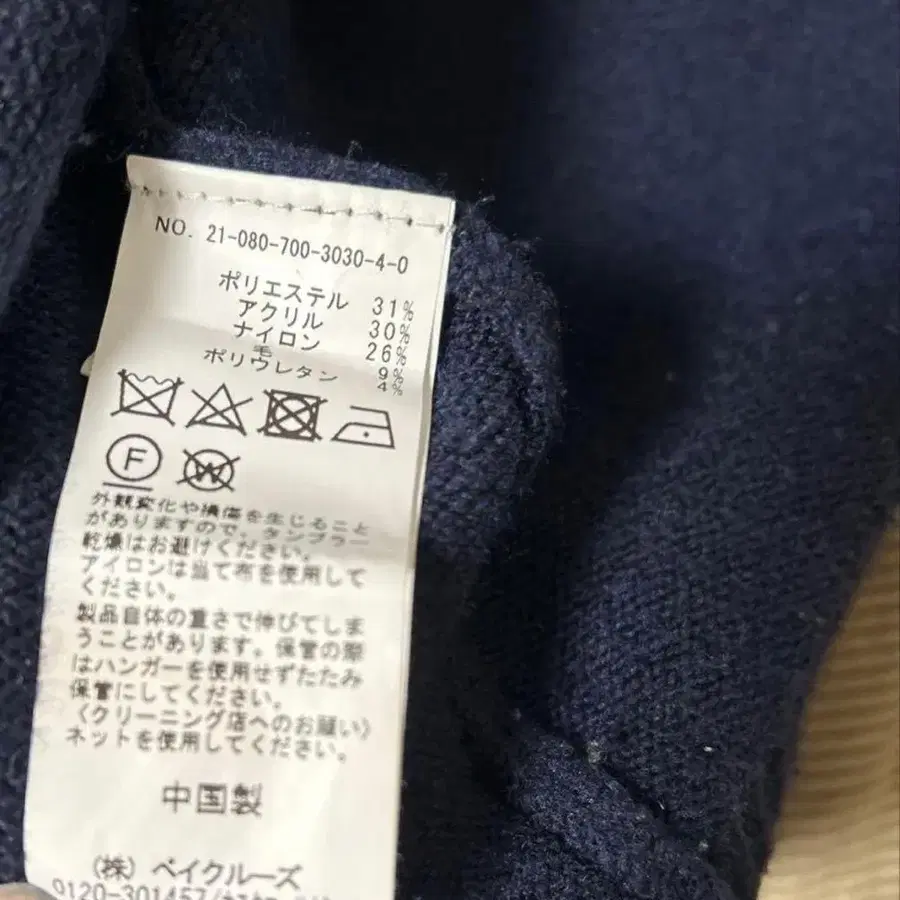 NO. 21-080-700-3030-4-0
ポリエステル 31%
アクリル 30%
ナイロン 26%
毛 9%
ポリウレタン 4%
F
W
外観変化や損傷を生じること
がありますので、タンブラー
乾燥はお避けください。
アイロンは当て布を使用して
ください。
製品自体の重さで伸びてしま
うことがあります。保管の際
はハンガーを使用せずたたみ
保管にしてください。
〈クリーニング店へのお願い〉
ネットを使用してください。
中国製
(株) ベイクルーズ
0120-301457